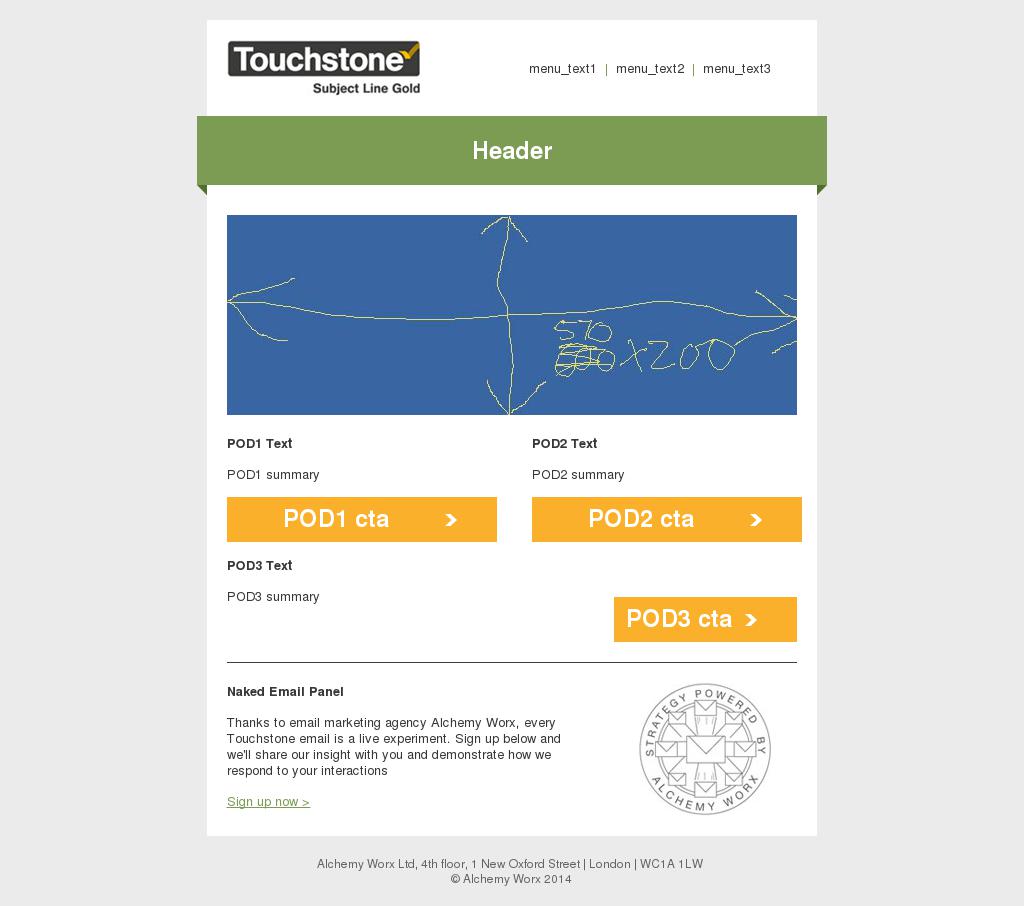 Touchstone
Subject Line Gold
menu_text1 | menu_text2 | menu_text3
Header
570
x200
POD1 Text
POD1 summary
POD1 cta
POD2 Text
POD2 summary
POD2 cta
POD3 Text
POD3 summary
POD3 cta
Naked Email Panel
Thanks to email marketing agency Alchemy Worx, every
Touchstone email is a live experiment. Sign up below and
we'll share our insight with you and demonstrate how we
respond to your interactions
Sign up now >
STRATEGY POWERED BY
ALCHEMY WORX
Alchemy Worx Ltd, 4th floor, 1 New Oxford Street | London | WC1A 1LW
© Alchemy Worx 2014